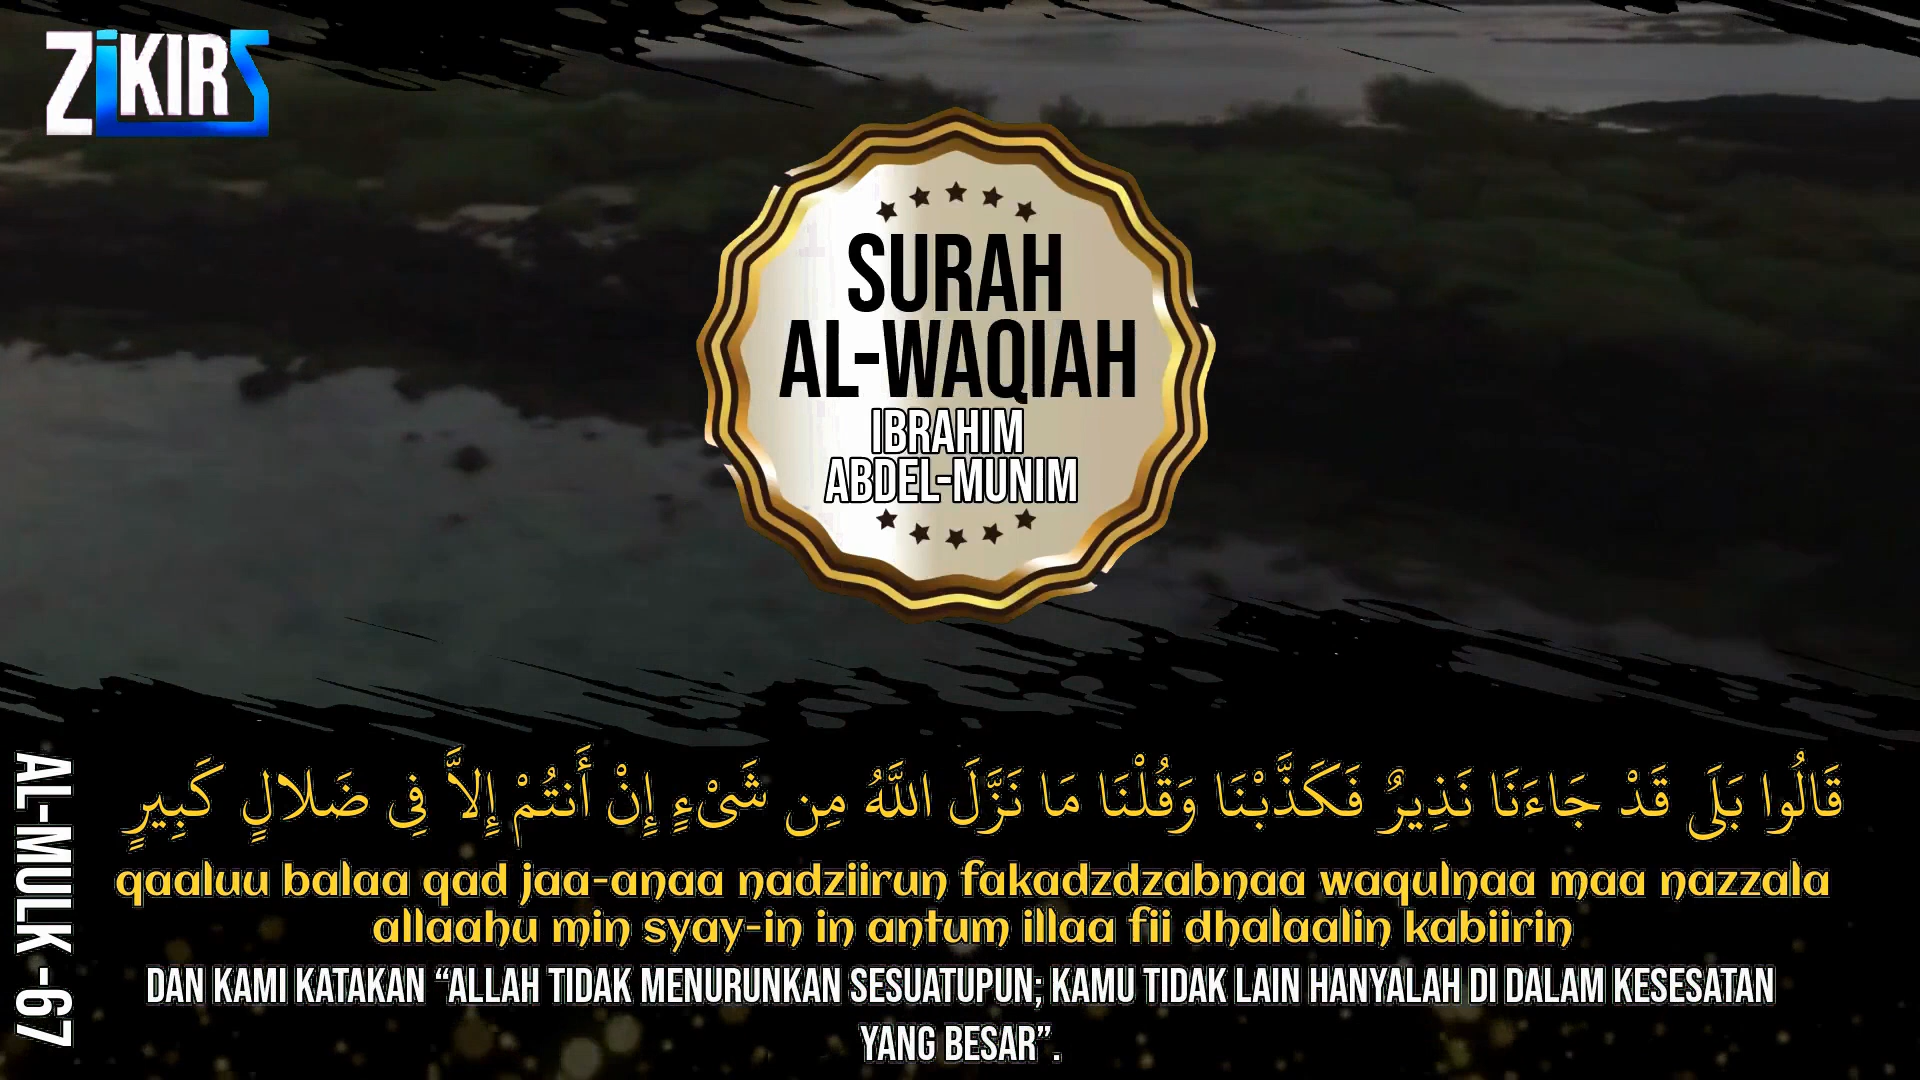 ZiKIRS
SURAH
AL-WAQIAH
IBRAHIM
ABDEL-MUNIM
AL-MULK -67
قَالُوا بَلَى قَدْ جَاءَنَا نَذِيرٌ فَكَذَّبْنَا وَقُلْنَا مَا نَزَّلَ اللَّهُ مِن شَىْءٍ إِنْ أَنتُمْ إِلاَّ فِى ضَلالٍ كَبِيرٍ
qaaluu balaa qad jaa-anaa nadziirun fakadzdzabnaa waqulnaa maa nazzala
allaahu min syay-in in antum illaa fii dhalaalin kabiirin
DAN KAMI KATAKAN “ALLAH TIDAK MENURUNKAN SESUATUPUN; KAMU TIDAK LAIN HANYALAH DI DALAM KESESATAN
YANG BESAR”.